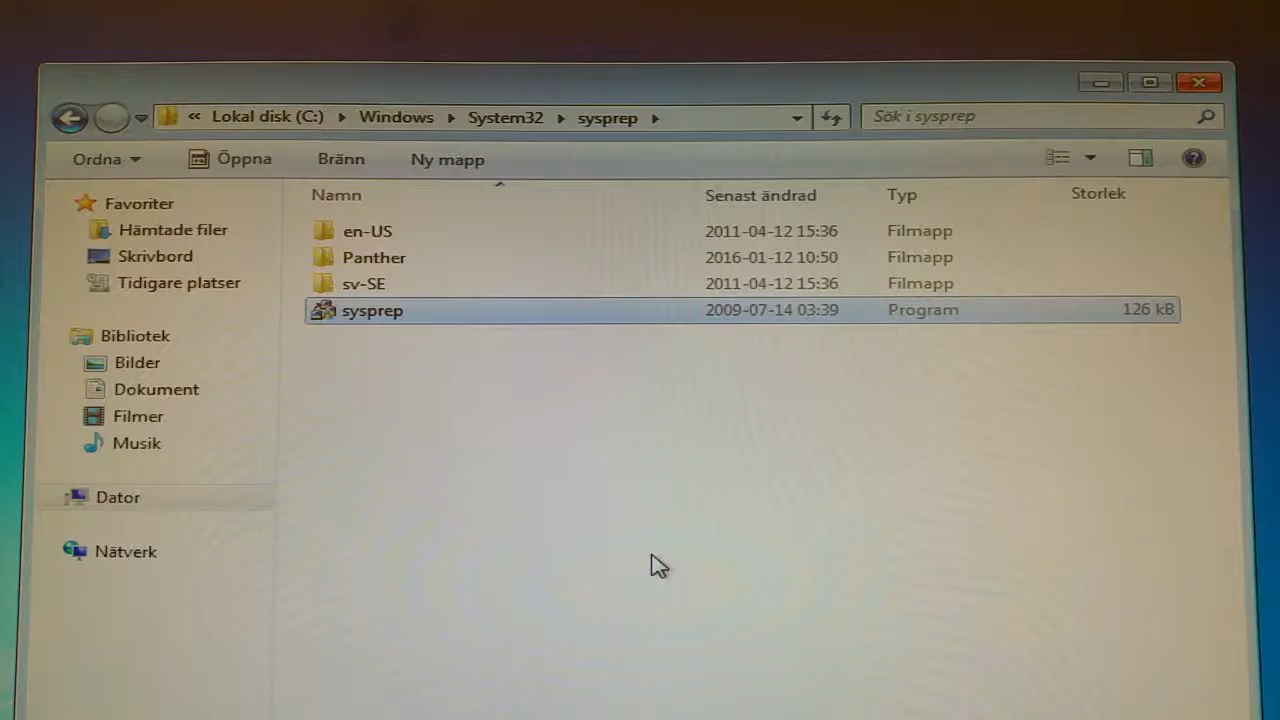 « Lokal disk (C:) Windows System32 sysprep Sök i sysprep
Ordna Öppna Bränn Ny mapp
Namn Senast ändrad Typ Storlek
en-US 2011-04-12 15:36 Filmapp
Panther 2016-01-12 10:50 Filmapp
sv-SE 2011-04-12 15:36 Filmapp
sysprep 2009-07-14 03:39 Program 126 kB
Favoriter
Hämtade filer
Skrivbord
Tidigare platser
Bibliotek
Bilder
Dokument
Filmer
Musik
Dator
Nätverk